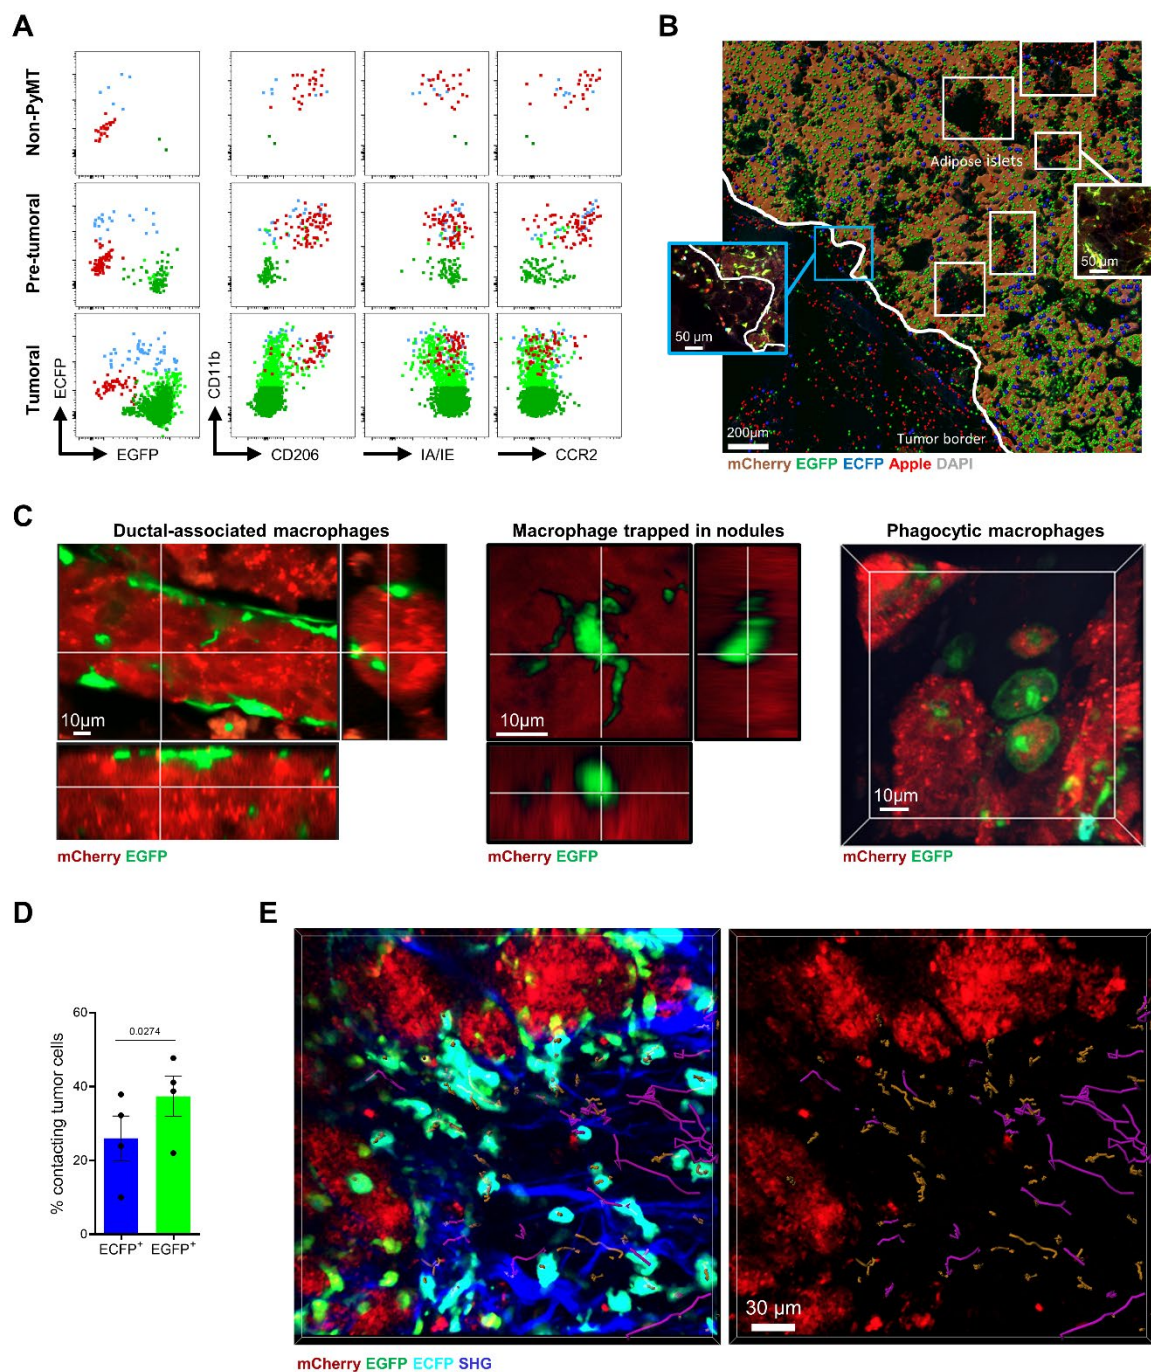 A
Non-PyMT
Pre-tumoral
Tumoral
ECFP
EGFP
CD11b
CD206
IA/IE
CCR2
B
Adipose islets
50 µm
50 µm
Tumor border
200µm
mCherry EGFP ECFP Apple DAPI
C
Ductal-associated macrophages
Macrophage trapped in nodules
Phagocytic macrophages
10µm
10µm
10µm
mCherry EGFP
mCherry EGFP
mCherry EGFP
D
% contacting tumor cells
60
40
20
0
0.0274
ECFP+
EGFP+
E
30 µm
mCherry EGFP ECFP SHG